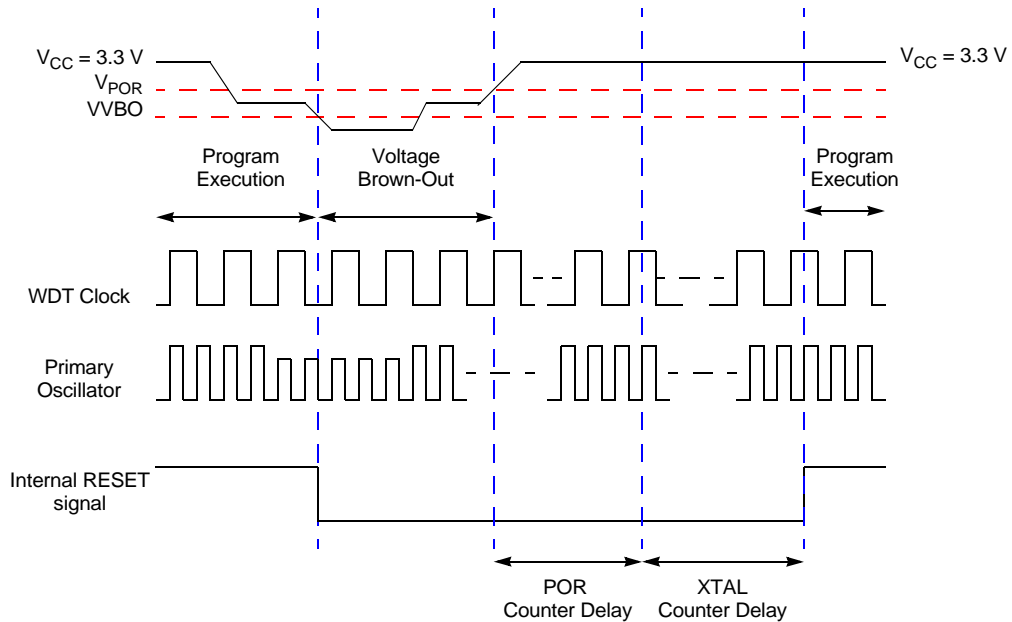 VCC = 3.3 V
VCC = 3.3 V
VPOR
VVBO
Program
Execution
Voltage
Brown-Out
Program
Execution
WDT Clock
Primary
Oscillator
Internal RESET
signal
POR
Counter Delay
XTAL
Counter Delay